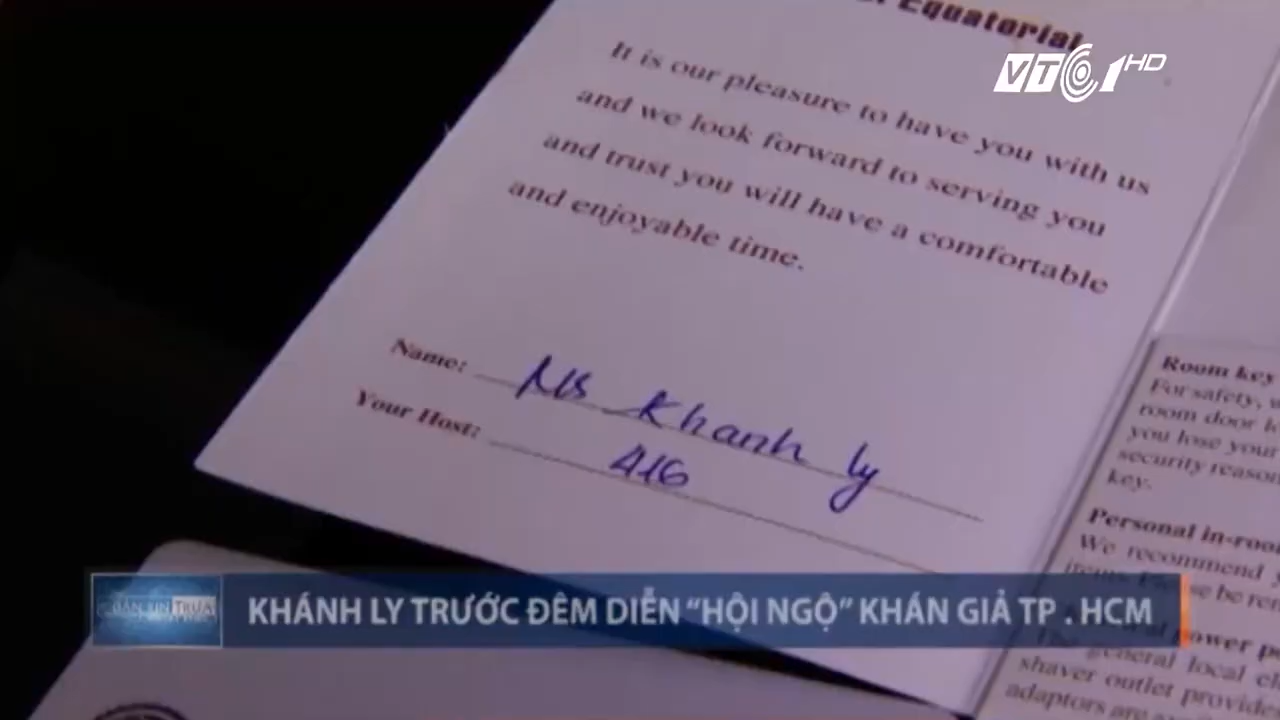 Equatorial
VTC1 HD
It is our pleasure to have you with us
and we look forward to serving you
and trust you will have a comfortable
and enjoyable time.
Name: Ms Khanh ly
Your Host: 416
Room key
For safety,
room door
you lose your
security reason
key.
Personal
We recommend
be
power
The general local
shaver outlet
adaptors are
KHÁNH LY TRƯỚC ĐÊM DIỄN “HỘI NGỘ” KHÁN GIẢ TP . HCM